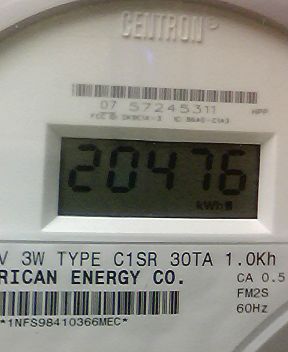 CENTRON®
07 57245311
HPP
20476
kWh
V 3W TYPE C1SR 30TA 1.0Kh
RICAN ENERGY CO.
CA 0.5
FM2S
60Hz
*1NFS98410366MEC*